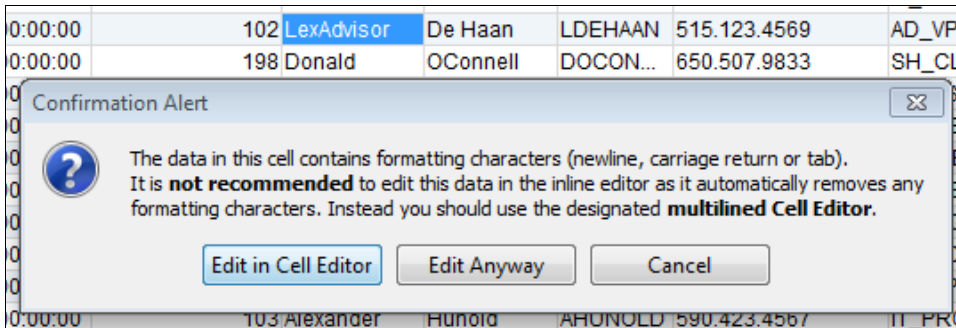 0:00:00 102 LexAdvisor De Haan LDEHAAN 515.123.4569 AD_VP
0:00:00 198 Donald OConnell DOCON... 650.507.9833 SH_CL
Confirmation Alert
The data in this cell contains formatting characters (newline, carriage return or tab).
It is not recommended to edit this data in the inline editor as it automatically removes any
formatting characters. Instead you should use the designated multilined Cell Editor.
Edit in Cell Editor Edit Anyway Cancel
00:00:00 103 Alexander Hunold AHUNOLD 590.423.4567 IT_PRO